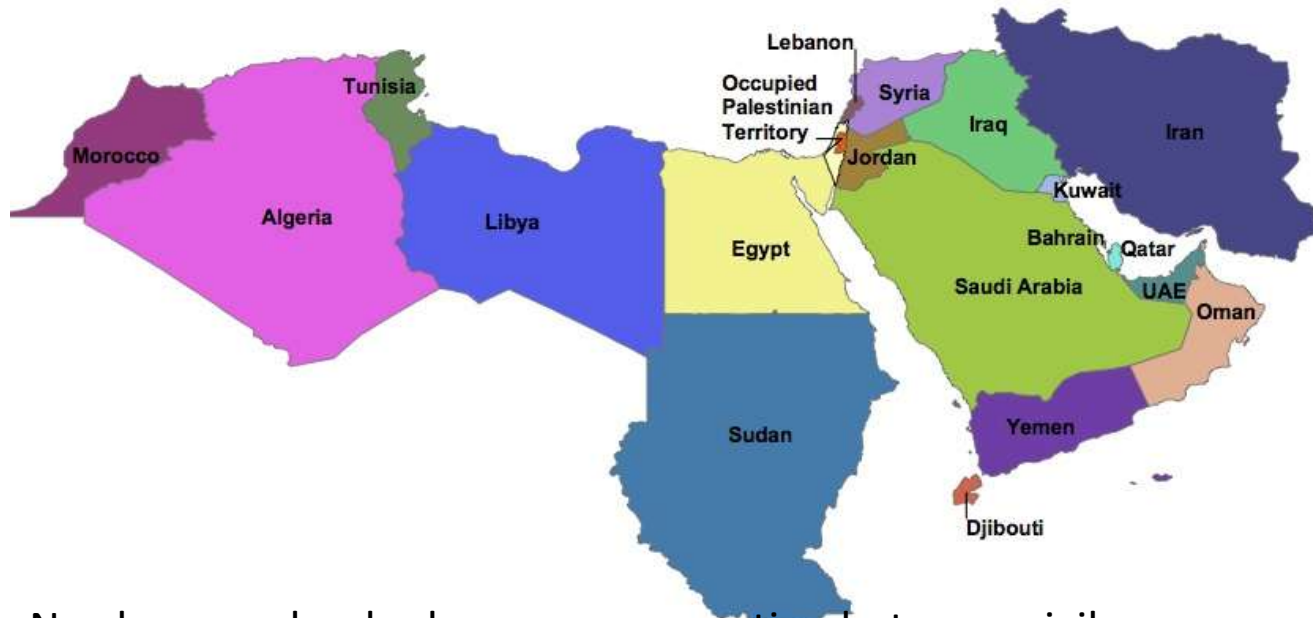 Lebanon
Occupied
Palestinian
Territory
Syria
Tunisia
Iraq
Iran
Morocco
Jordan
Kuwait
Algeria
Libya
Egypt
Bahrain
Qatar
Saudi Arabia
UAE
Oman
Sudan
Yemen
Djibouti